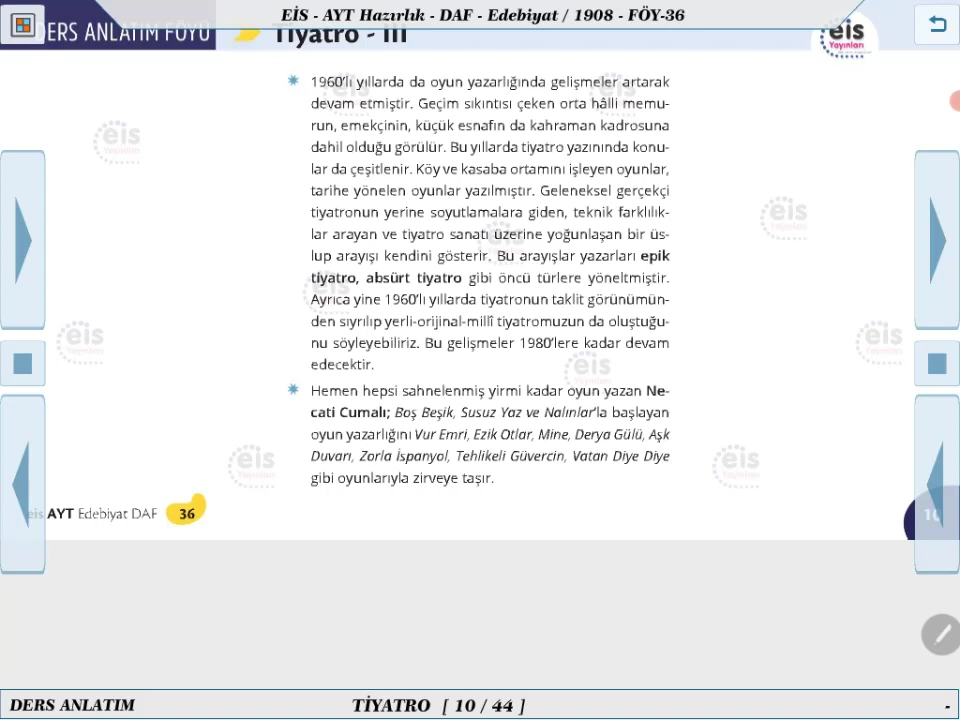 EİS - AYT Hazırlık - DAF - Edebiyat / 1908 - FÖY-36
DERS ANLATIM FÖYÜ
Tiyatro - III
eis
Yayınları
1960’lı yıllarda da oyun yazarlığında gelişmeler artarak
devam etmiştir. Geçim sıkıntısı çeken orta hâlli memu-
run, emekçinin, küçük esnafın da kahraman kadrosuna
dahil olduğu görülür. Bu yıllarda tiyatro yazınında konu-
lar da çeşitlenir. Köy ve kasaba ortamını işleyen oyunlar,
tarihe yönelen oyunlar yazılmıştır. Geleneksel gerçekçi
tiyatronun yerine soyutlamalara giden, teknik farklılık-
lar arayan ve tiyatro sanatı üzerine yoğunlaşan bir üs-
lup arayışı kendini gösterir. Bu arayışlar yazarları epik
tiyatro, absürt tiyatro gibi öncü türlere yöneltmiştir.
Ayrıca yine 1960’lı yıllarda tiyatronun taklit görünümün-
den sıyrılıp yerli-orijinal-millî tiyatromuzun da oluştuğu-
nu söyleyebiliriz. Bu gelişmeler 1980’lere kadar devam
edecektir.
Hemen hepsi sahnelenmiş yirmi kadar oyun yazan Ne-
cati Cumalı; Boş Beşik, Susuz Yaz ve Nalınlar’la başlayan
oyun yazarlığını Vur Emri, Ezik Otlar, Mine, Derya Gülü, Aşk
Duvarı, Zorla İspanyol, Tehlikeli Güvercin, Vatan Diye Diye
gibi oyunlarıyla zirveye taşır.
eis AYT Edebiyat DAF 36
10
DERS ANLATIM
TİYATRO [ 10 / 44 ]
-